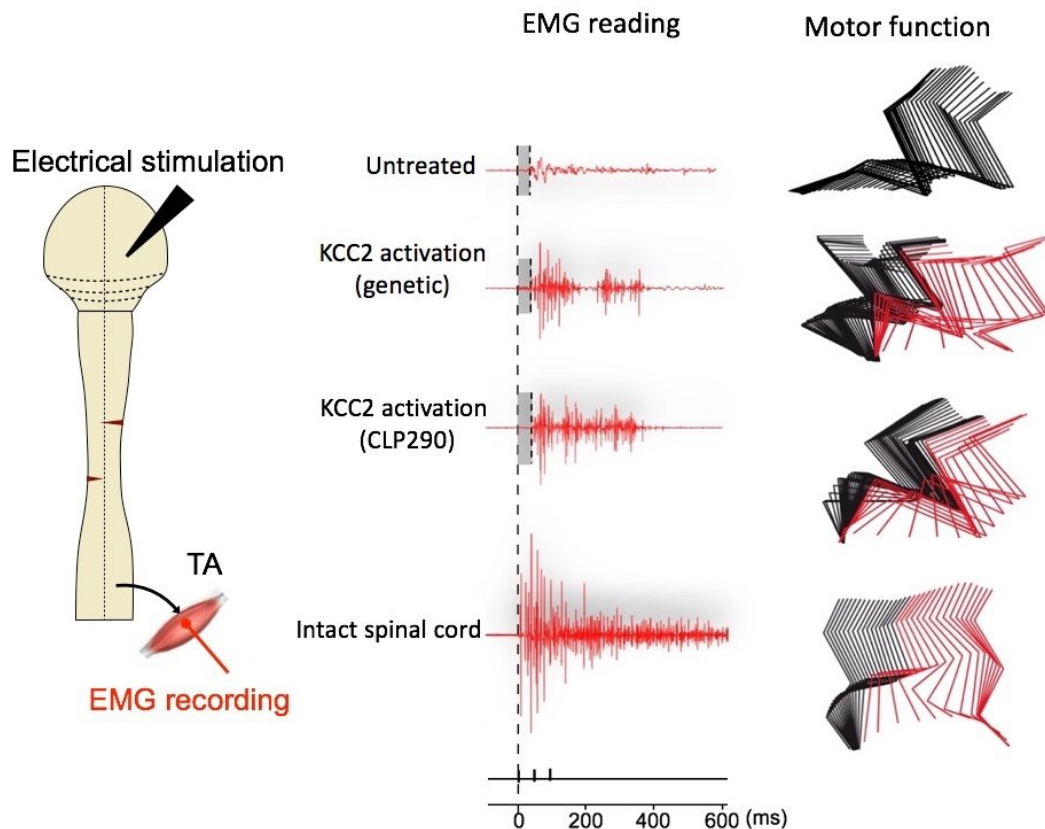 EMG reading
Motor function
Electrical stimulation
Untreated
KCC2 activation
(genetic)
KCC2 activation
(CLP290)
Intact spinal cord
TA
EMG recording
0 200 400 600 (ms)